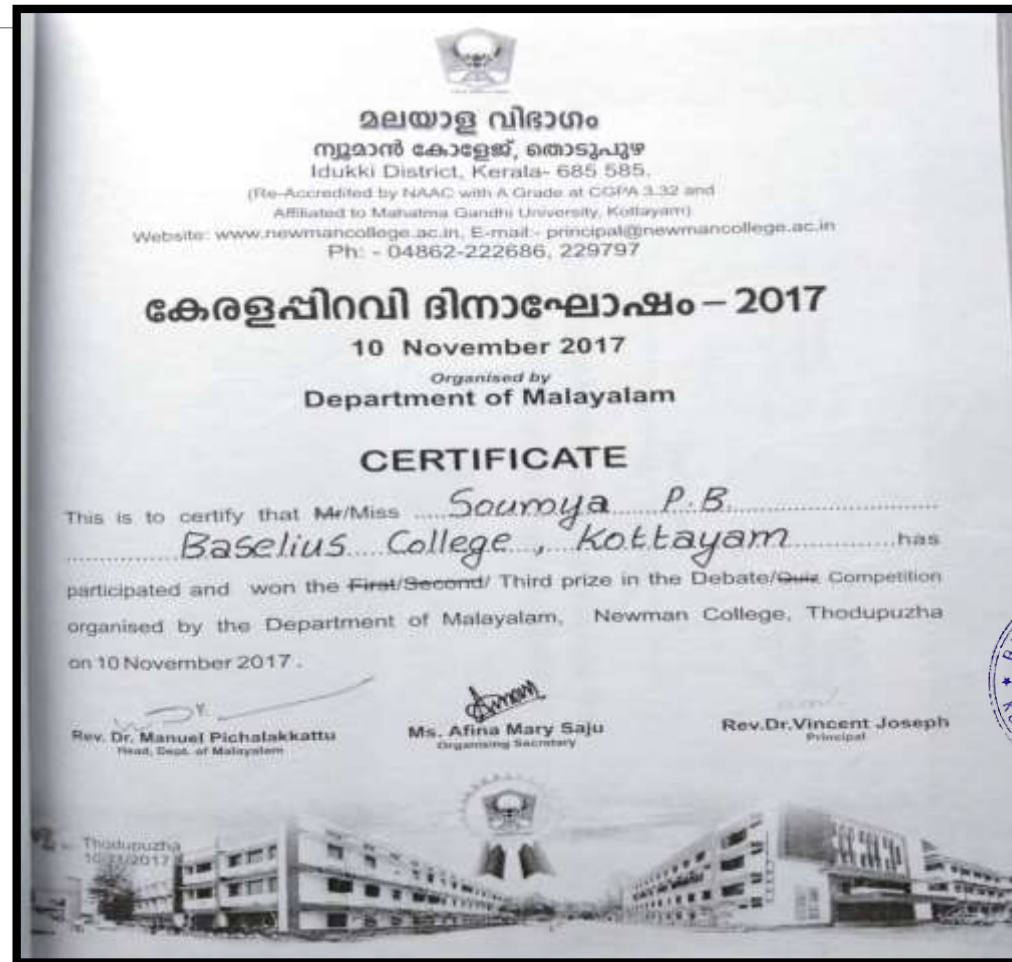 മലയാള വിഭാഗം
ന്യൂമാൻ കോളേജ്, തൊടുപുഴ
Idukki District, Kerala- 685 585.
(Re-Accredited by NAAC with A Grade at CGPA 3.32 and
Affiliated to Mahatma Gandhi University, Kottayam)
Website: www.newmancollege.ac.in, E-mail:- principal@newmancollege.ac.in
Ph: - 04862-222686, 229797
കേരളപ്പിറവി ദിനാഘോഷം – 2017
10 November 2017
Organised by
Department of Malayalam
CERTIFICATE
This is to certify that Mr/Miss Soumya P.B.
Baselius College, Kottayam has
participated and won the First/Second/ Third prize in the Debate/Quiz Competition
organised by the Department of Malayalam, Newman College, Thodupuzha
on 10 November 2017.
Rev. Dr. Manuel Pichalakkattu
Head, Dept. of Malayalam
Ms. Afina Mary Saju
Organising Secretary
Rev.Dr.Vincent Joseph
Principal
Thodupuzha
10/11/2017